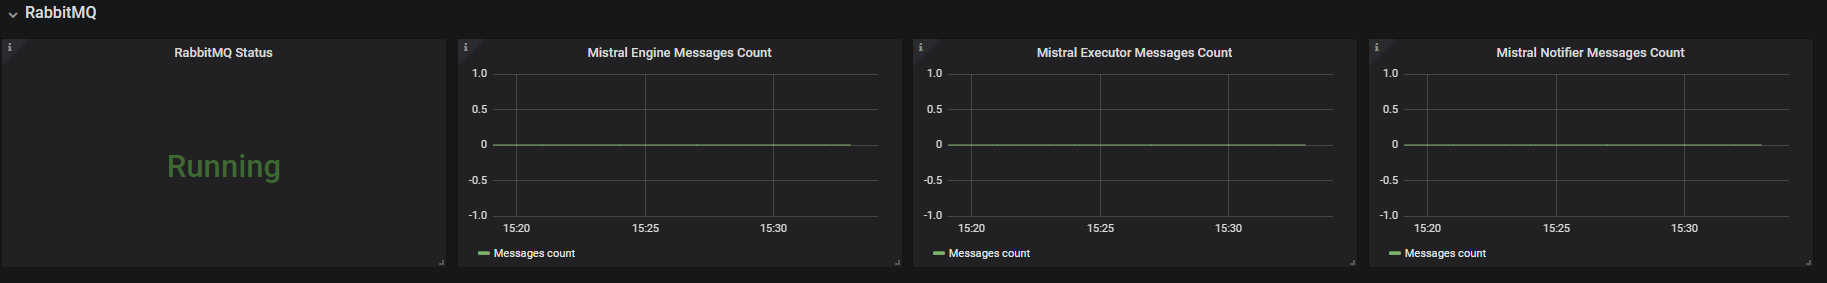 RabbitMQ
i
RabbitMQ Status
Running
i
Mistral Engine Messages Count
1.0
0.5
0
-0.5
-1.0
15:20 15:25 15:30
Messages count
i
Mistral Executor Messages Count
1.0
0.5
0
-0.5
-1.0
15:20 15:25 15:30
Messages count
i
Mistral Notifier Messages Count
1.0
0.5
0
-0.5
-1.0
15:20 15:25 15:30
Messages count